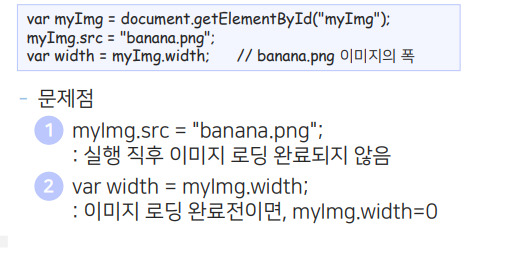 var myImg = document.getElementById("myImg");
myImg.src = "banana.png";
var width = myImg.width; // banana.png 이미지의 폭
- 문제점
1 myImg.src = "banana.png";
: 실행 직후 이미지 로딩 완료되지 않음
2 var width = myImg.width;
: 이미지 로딩 완료전이면, myImg.width=0